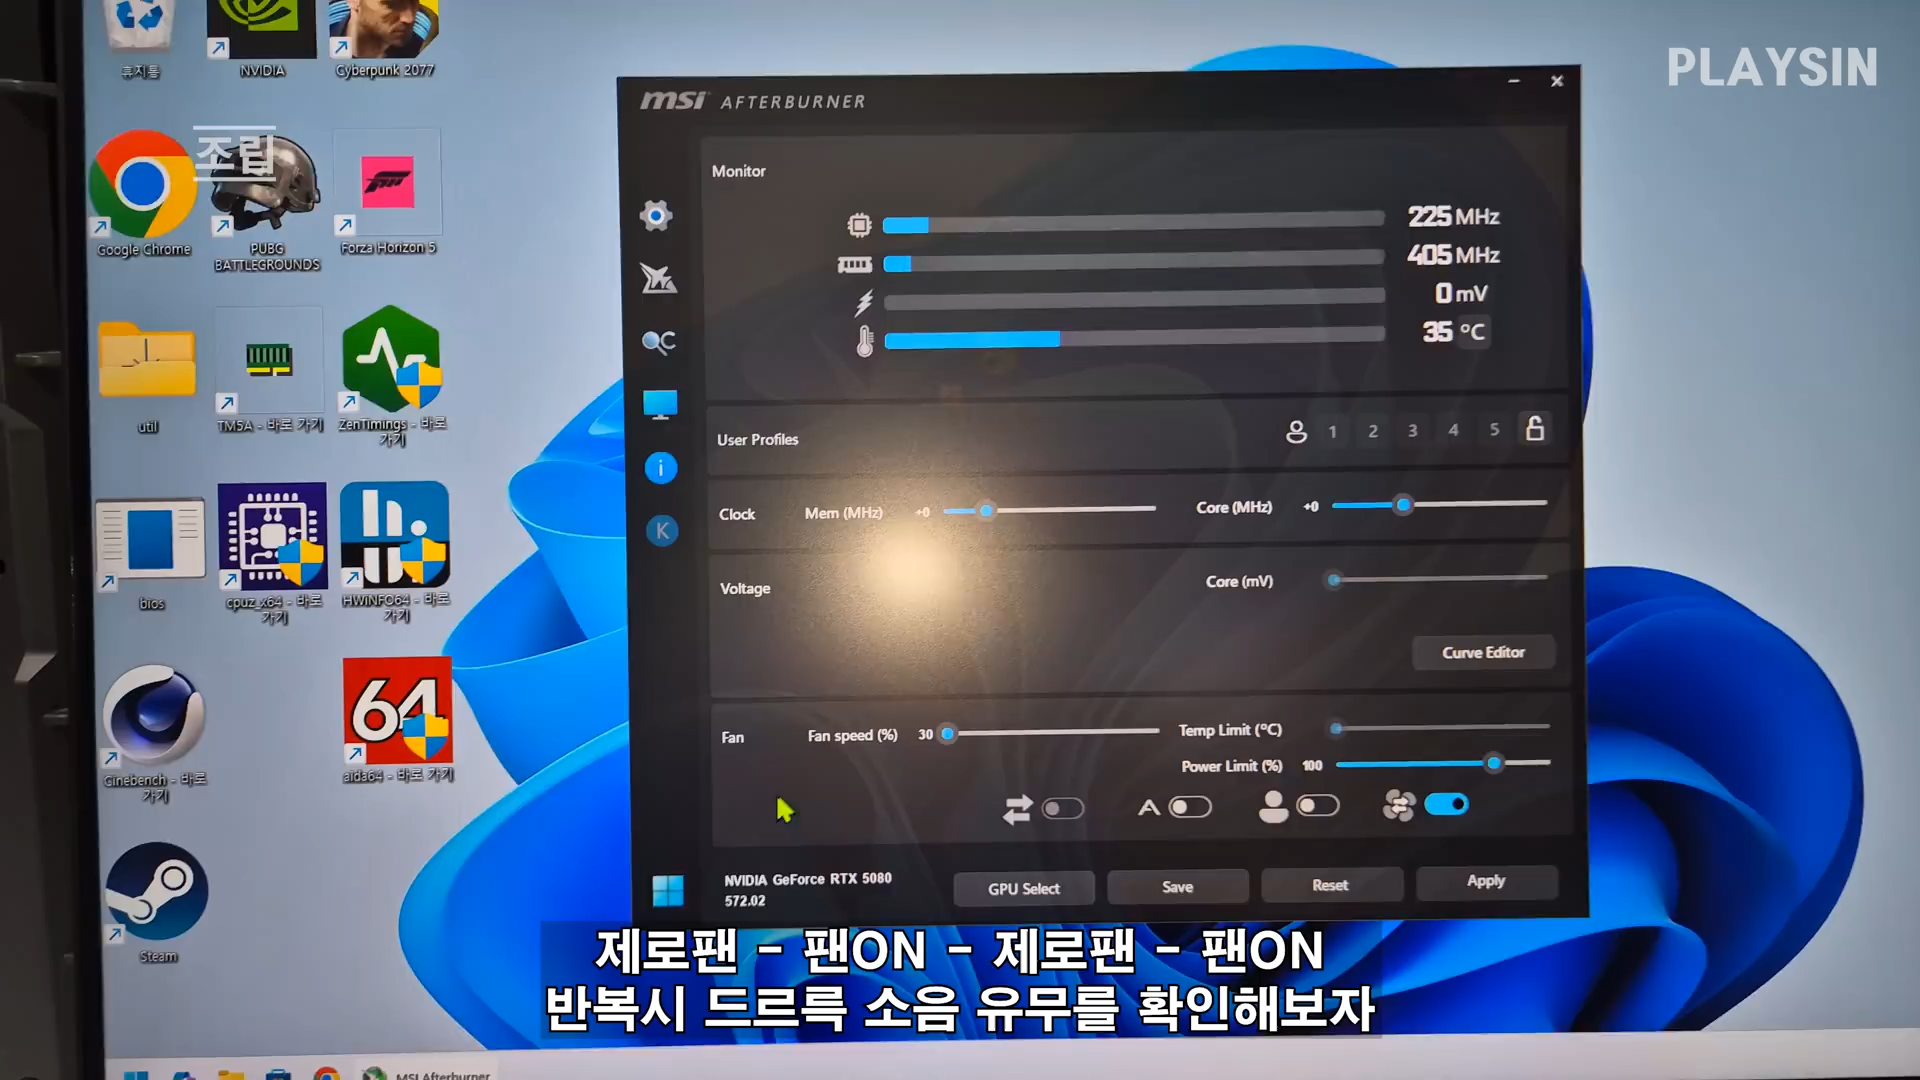 휴지통
NVIDIA
Cyberpunk 2077
PLAYSIN
조립
Google Chrome
PUBG
BATTLEGROUNDS
Forza Horizon 5
util
TM5A - 바로 가기
ZenTimings - 바로
가기
bios
cpuz_x64 - 바로
가기
HWiNFO64 - 바로
가기
Cinebench - 바로
가기
64
aida64 - 바로 가기
Steam
msi AFTERBURNER
Monitor
225 MHz
405 MHz
0 mV
35 °C
User Profiles
1 2 3 4 5
Clock
Mem (MHz) +0
Core (MHz) +0
Voltage
Core (mV)
Curve Editor
Fan
Fan speed (%) 30
Temp Limit (°C)
Power Limit (%) 100
A
K
i
NVIDIA GeForce RTX 5080
572.02
GPU Select
Save
Reset
Apply
제로팬 - 팬ON - 제로팬 - 팬ON
반복시 드르륵 소음 유무를 확인해보자
MSI Afterburner